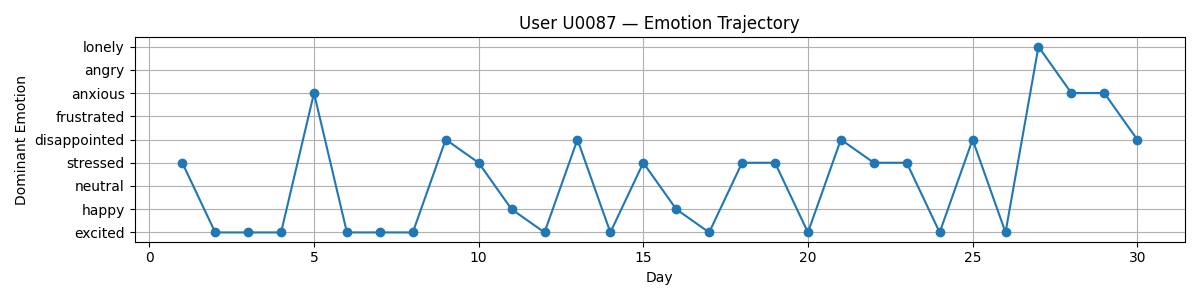 User U0087 — Emotion Trajectory
Dominant Emotion
lonely
angry
anxious
frustrated
disappointed
stressed
neutral
happy
excited
0 5 10 15 20 25 30
Day